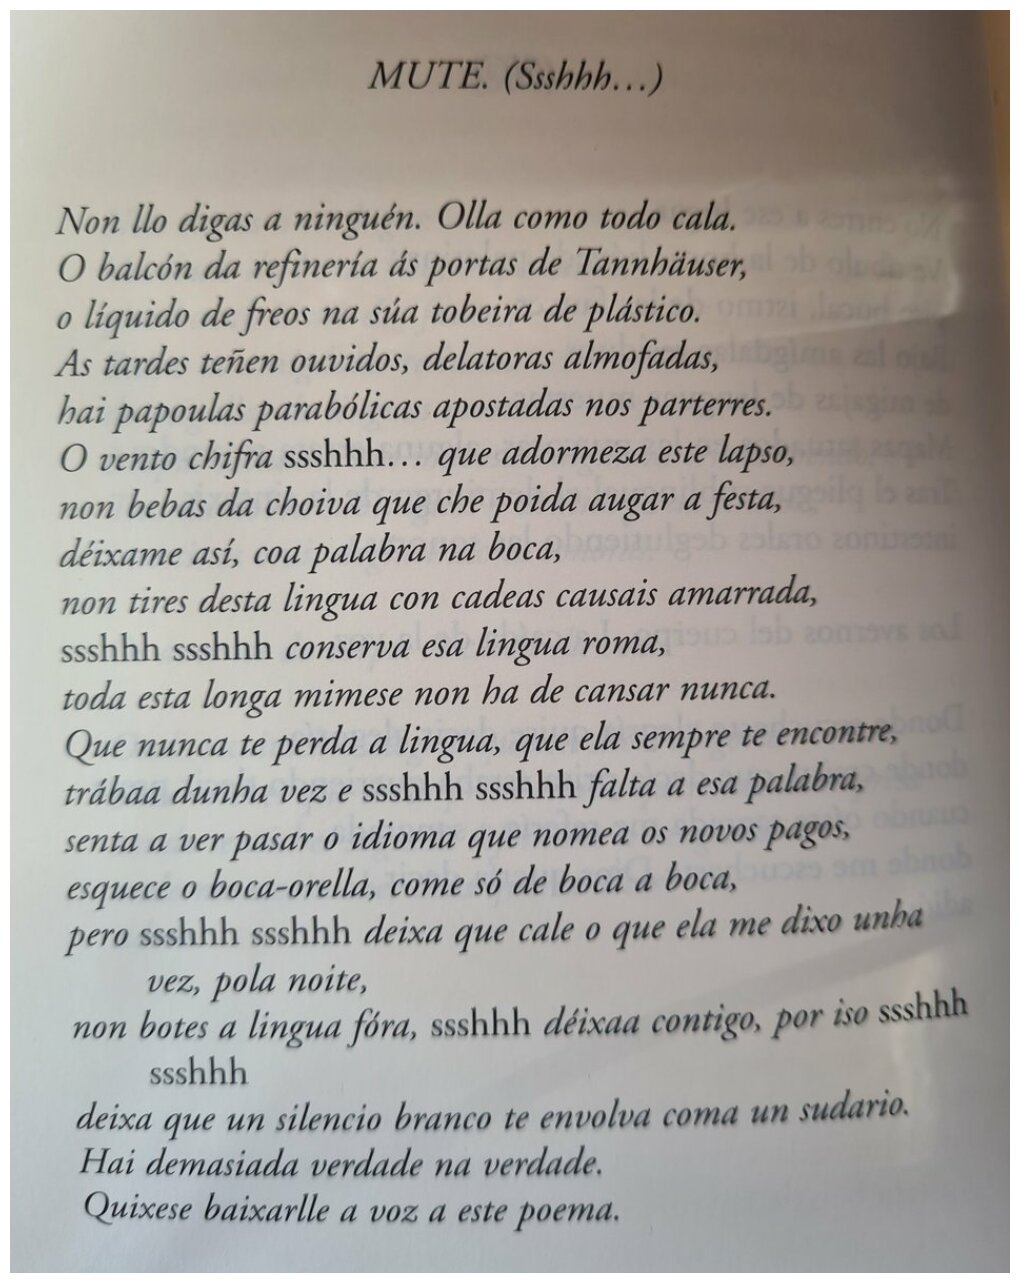 MUTE. (Ssshhh…)
Non llo digas a ninguén. Olla como todo cala.
O balcón da refinería ás portas de Tannhäuser,
o líquido de freos na súa tobeira de plástico.
As tardes teñen ouvidos, delatoras almofadas,
hai papoulas parabólicas apostadas nos parterres.
O vento chifra ssshhh… que adormeza este lapso,
non bebas da choiva que che poida augar a festa,
déixame así, coa palabra na boca,
non tires desta lingua con cadeas causais amarrada,
ssshhh ssshhh conserva esa lingua roma,
toda esta longa mimese non ha de cansar nunca.
Que nunca te perda a lingua, que ela sempre te encontre,
trábaa dunha vez e ssshhh ssshhh falta a esa palabra,
senta a ver pasar o idioma que nomea os novos pagos,
esquece o boca-orella, come só de boca a boca,
pero ssshhh ssshhh deixa que cale o que ela me dixo unha
vez, pola noite,
non botes a lingua fóra, ssshhh déixaa contigo, por iso ssshhh
ssshhh
deixa que un silencio branco te envolva coma un sudario.
Hai demasiada verdade na verdade.
Quixese baixarlle a voz a este poema.